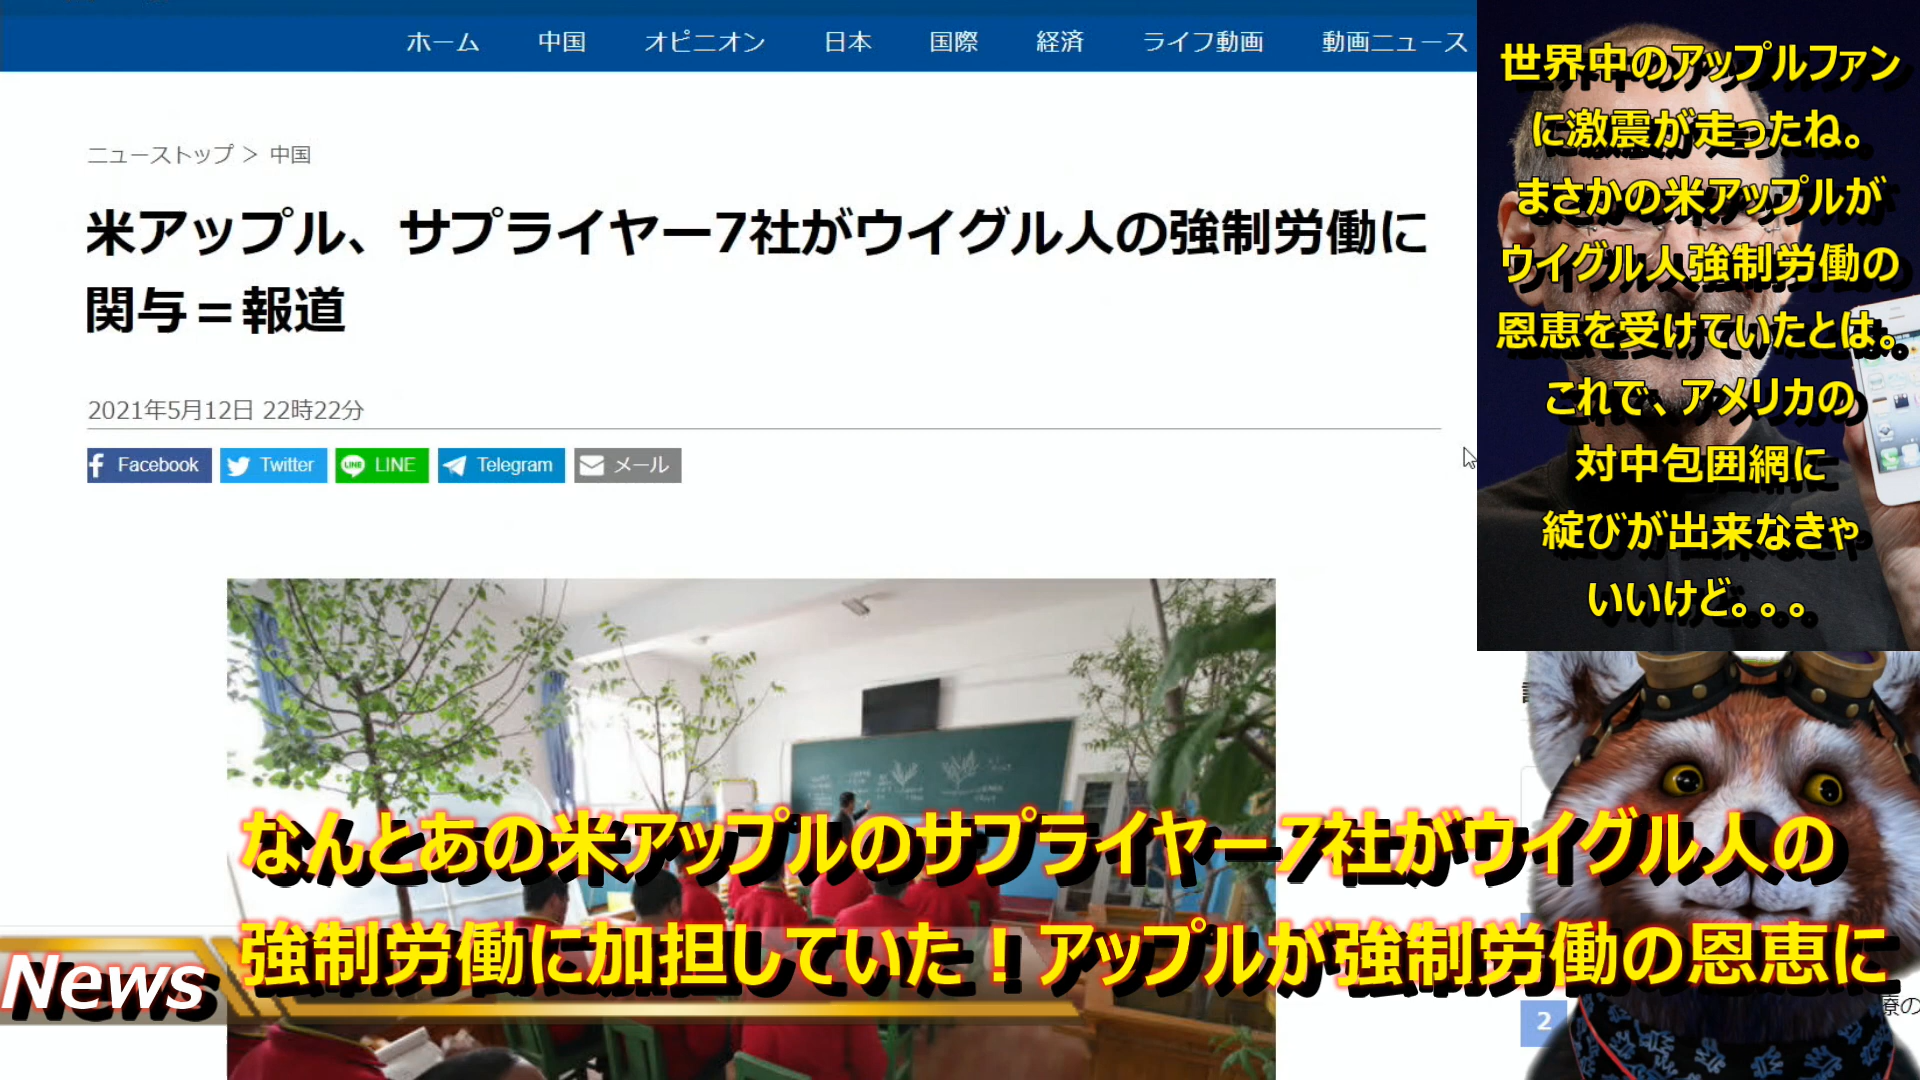 ホーム 中国 オピニオン 日本 国際 経済 ライフ動画 動画ニュース
ニューストップ ＞ 中国
米アップル、サプライヤー7社がウイグル人の強制労働に
関与＝報道
2021年5月12日 22時22分
Facebook Twitter LINE Telegram メール
世界中のアップルファン
に激震が走ったね。
まさかの米アップルが
ウイグル人強制労働の
恩恵を受けていたとは。
これで、アメリカの
対中包囲網に
綻びが出来なきゃ
いいけど。。。
なんとあの米アップルのサプライヤー7社がウイグル人の
強制労働に加担していた！アップルが強制労働の恩恵に
News
2
療の